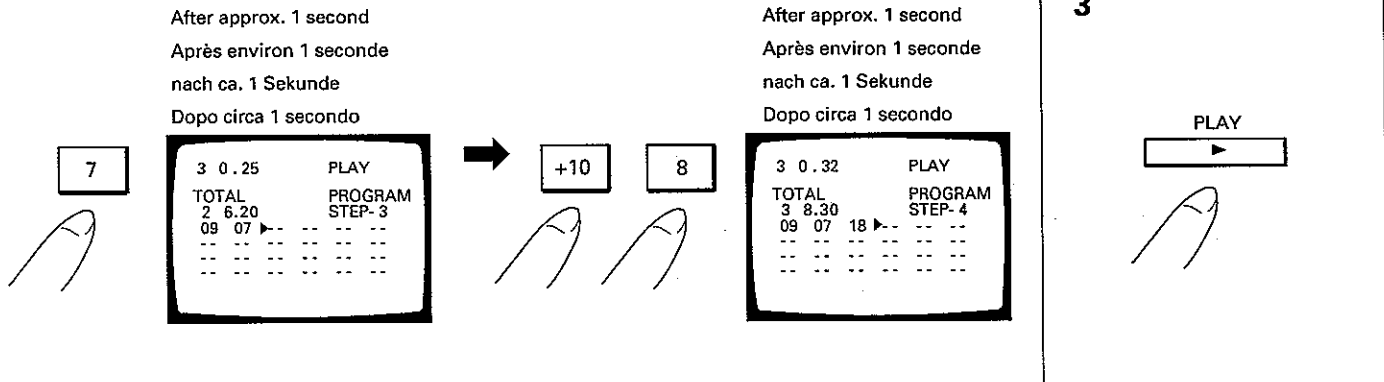 After approx. 1 second
Après environ 1 seconde
nach ca. 1 Sekunde
Dopo circa 1 secondo
7
3 0.25 PLAY
TOTAL PROGRAM
2 6.20 STEP-3
09 07 ▶-- -- -- --
-- -- -- -- -- --
-- -- -- -- -- --
-- -- -- -- -- --
+10 8
After approx. 1 second
Après environ 1 seconde
nach ca. 1 Sekunde
Dopo circa 1 secondo
3 0.32 PLAY
TOTAL PROGRAM
3 8.30 STEP-4
09 07 18 ▶-- -- --
-- -- -- -- -- --
-- -- -- -- -- --
-- -- -- -- -- --
3
PLAY